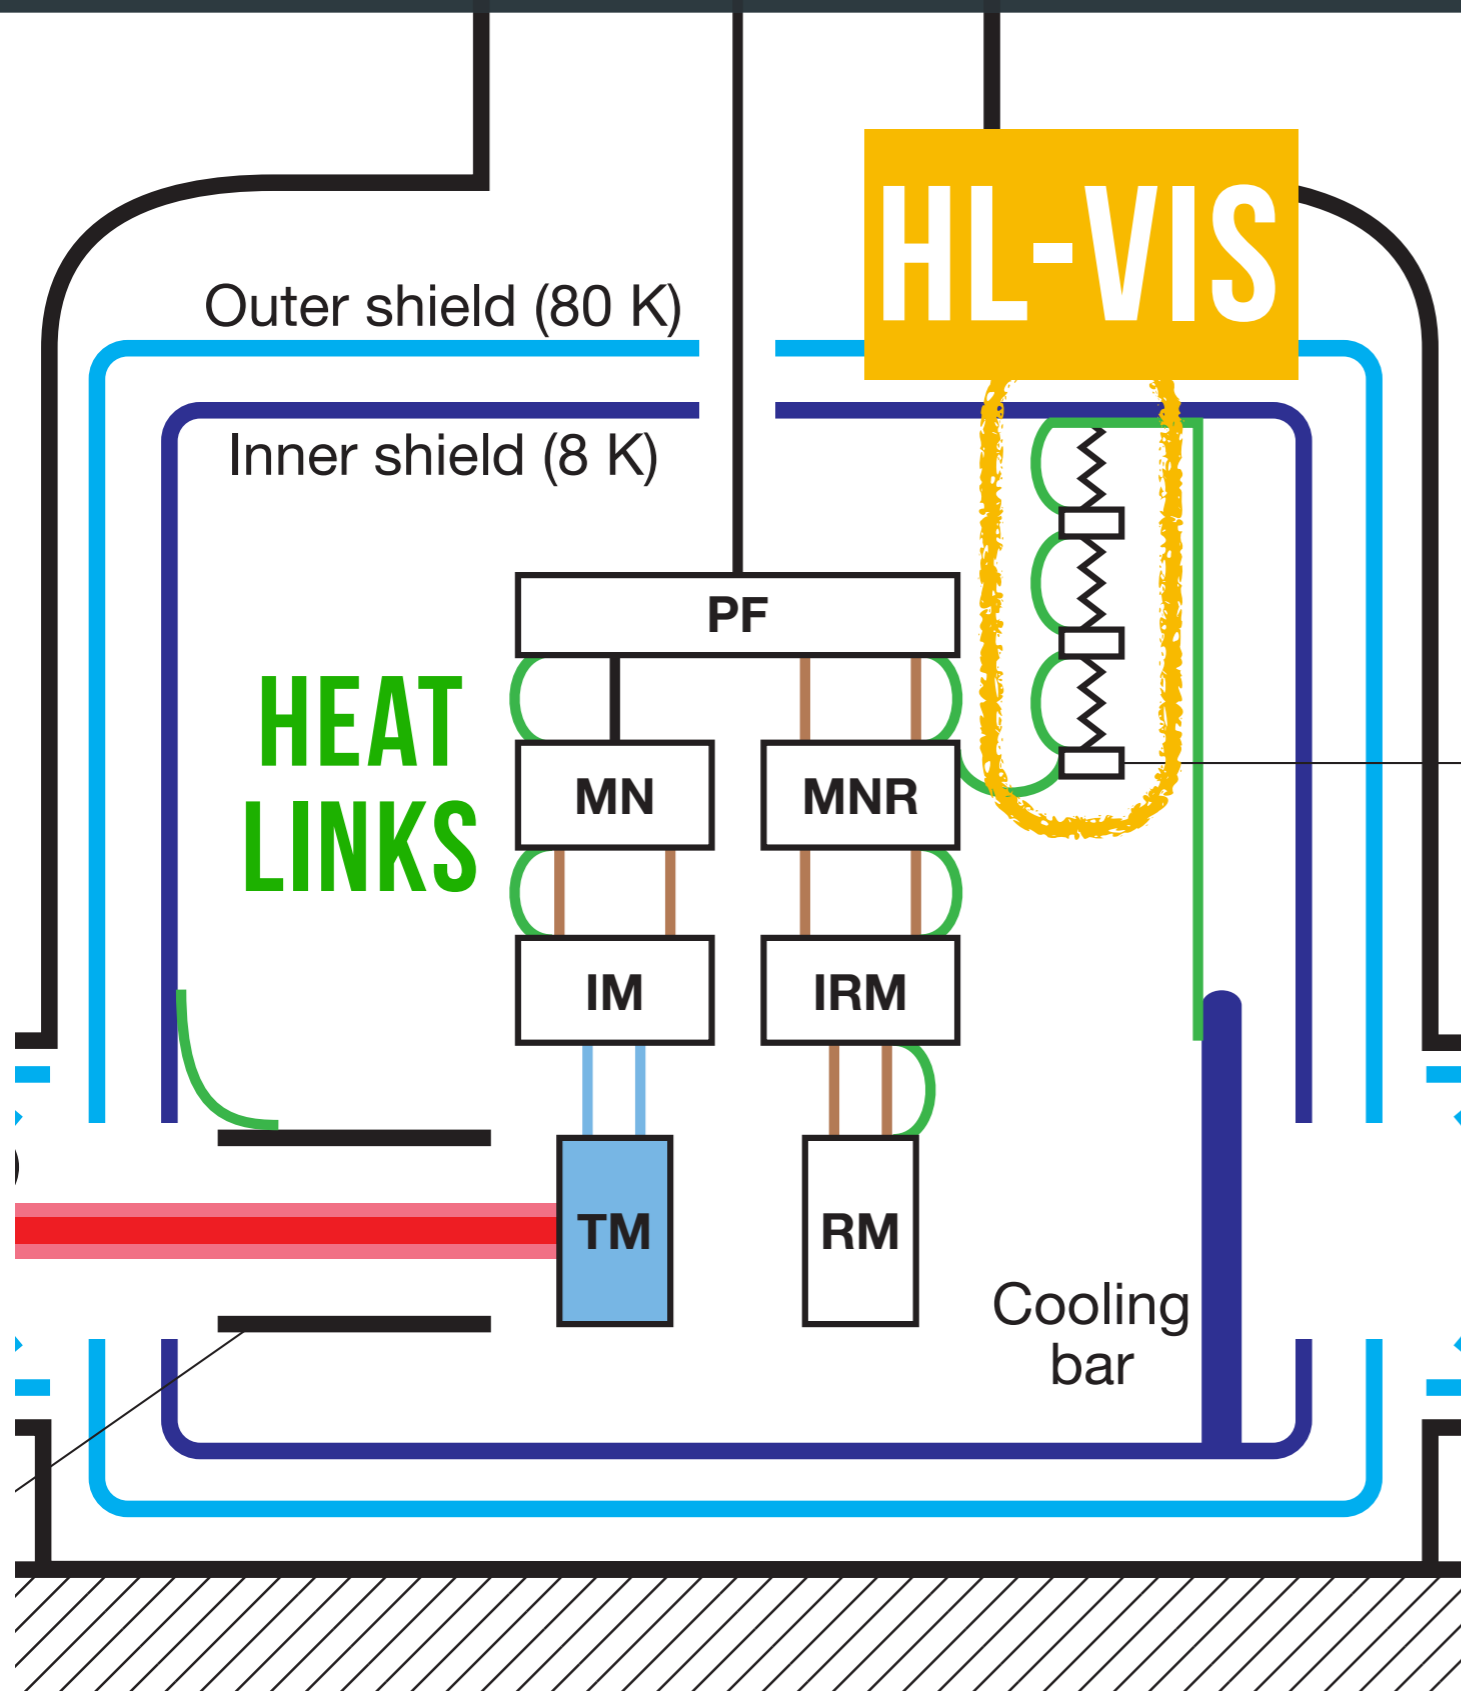 HL-VIS
Outer shield (80 K)
Inner shield (8 K)
PF
HEAT
LINKS
MN
MNR
IM
IRM
TM
RM
Cooling
bar